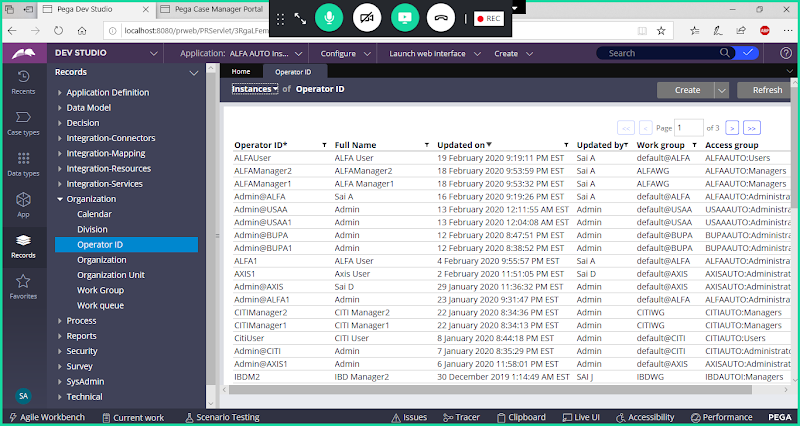 Pega Dev Studio
Pega Case Manager Portal
REC
localhost:8080/prweb/PRServlet/
DEV STUDIO
Application: ALFA AUTO Ins...
Configure
Launch web interface
Create
Search
Recents
Case types
Data types
App
Records
Favorites
SA
Records
Application Definition
Data Model
Decision
Integration-Connectors
Integration-Mapping
Integration-Resources
Integration-Services
Organization
Calendar
Division
Operator ID
Organization
Organization Unit
Work Group
Work queue
Process
Reports
Security
Survey
SysAdmin
Technical
Home
Operator ID
Instances of Operator ID
Create
Refresh
<< < Page 1 of 3 > >>
Operator ID* Full Name Updated on Updated by Work group Access group
ALFAUser ALFA User 19 February 2020 9:19:11 PM EST Sai A default@ALFA ALFAAUTO:Users
ALFAManager2 ALFA Manager2 18 February 2020 9:53:59 PM EST Sai A ALFAWG ALFAAUTO:Managers
ALFAManager1 ALFA Manager1 18 February 2020 9:53:32 PM EST Sai A ALFAWG ALFAAUTO:Managers
Admin@ALFA Sai A 16 February 2020 9:19:26 PM EST Sai A default@ALFA ALFAAUTO:Administra
Admin@USAA Admin 13 February 2020 12:11:55 AM EST Admin default@USAA USAAAUTO:Administra
Admin@USAA1 Admin 13 February 2020 12:04:08 AM EST Admin default@USAA USAAAUTO:Administra
Admin@BUPA Admin 12 February 2020 8:47:51 PM EST Admin default@BUPA BUPAAUTO:Administra
Admin@BUPA1 Admin 12 February 2020 8:38:52 PM EST Admin default@BUPA BUPAAUTO:Administra
ALFA1 ALFA User 4 February 2020 9:55:57 PM EST Sai A default@ALFA ALFAAUTO:Administra
AXIS1 Axis User 2 February 2020 11:51:05 PM EST Sai D default@AXIS AXISAUTO:Administrat
Admin@AXIS Sai D 29 January 2020 11:36:32 PM EST Admin default@AXIS AXISAUTO:Administrat
Admin@ALFA1 Admin 23 January 2020 9:31:47 PM EST Admin default@ALFA ALFAAUTO:Administra
CITIManager2 CITI Manager2 22 January 2020 8:34:36 PM EST Admin CITIWG CITIAUTO:Managers
CITIManager1 CITI Manager1 22 January 2020 8:34:13 PM EST Admin CITIWG CITIAUTO:Managers
CitiUser CITI User 8 January 2020 8:44:18 PM EST Admin default@CITI CITIAUTO:Users
Admin@CITI Admin 7 January 2020 8:35:29 PM EST Admin default@CITI CITIAUTO:Administrat
Admin@AXIS1 Admin 6 January 2020 11:58:01 PM EST Admin default@AXIS AXISAUTO:Administrat
IBDM2 IBD Manager2 30 December 2019 1:14:49 AM EST SAI J IBDWG IBDAUTOI:Managers
Agile Workbench
Current work
Scenario Testing
Issues
Tracer
Clipboard
Live UI
Accessibility
Performance
PEGA